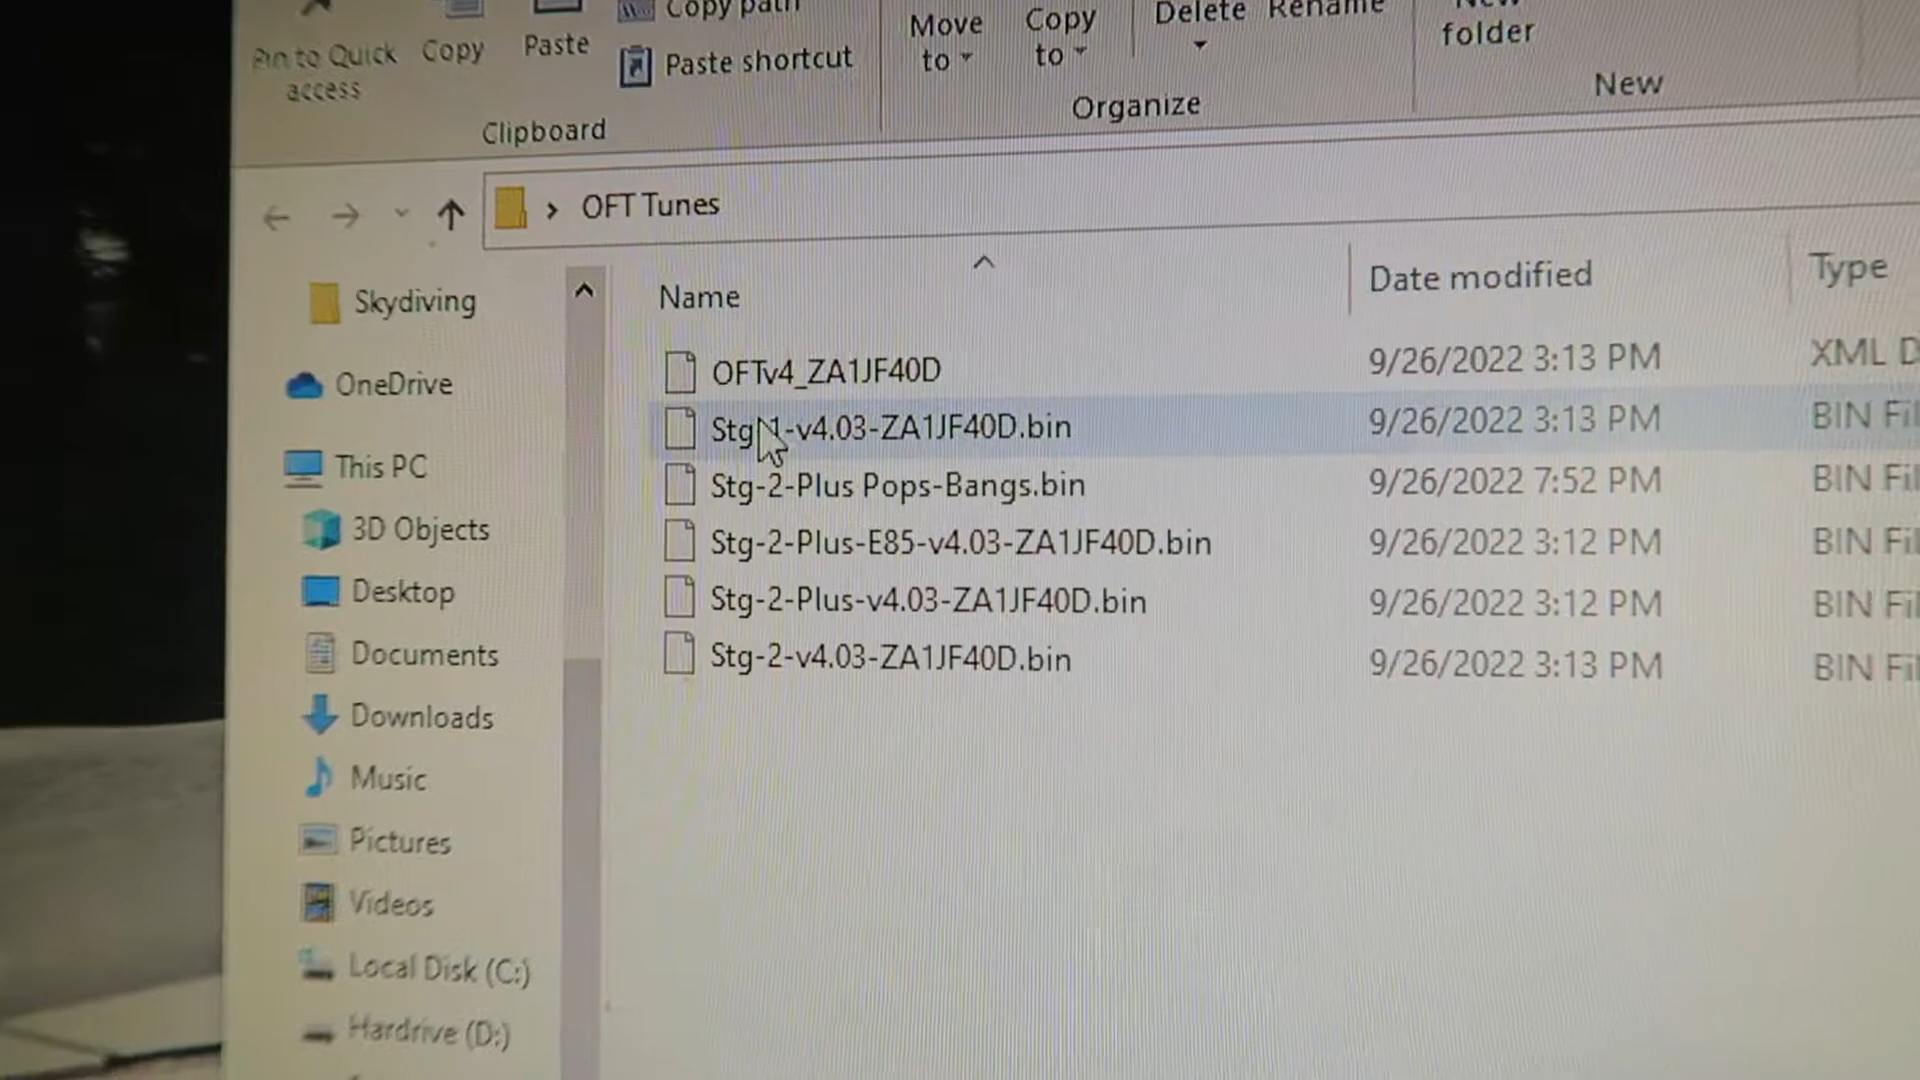 Copy path
Pin to Quick access
Copy
Paste
Paste shortcut
Move to
Copy to
Delete
Rename
New folder
Clipboard
Organize
New
OFT Tunes
Name
Date modified
Type
Skydiving
OneDrive
This PC
3D Objects
Desktop
Documents
Downloads
Music
Pictures
Videos
Local Disk (C:)
Hardrive (D:)
OFTv4_ZA1JF40D 9/26/2022 3:13 PM XML D
Stg-1-v4.03-ZA1JF40D.bin 9/26/2022 3:13 PM BIN Fil
Stg-2-Plus Pops-Bangs.bin 9/26/2022 7:52 PM BIN Fil
Stg-2-Plus-E85-v4.03-ZA1JF40D.bin 9/26/2022 3:12 PM BIN Fil
Stg-2-Plus-v4.03-ZA1JF40D.bin 9/26/2022 3:12 PM BIN Fil
Stg-2-v4.03-ZA1JF40D.bin 9/26/2022 3:13 PM BIN Fil